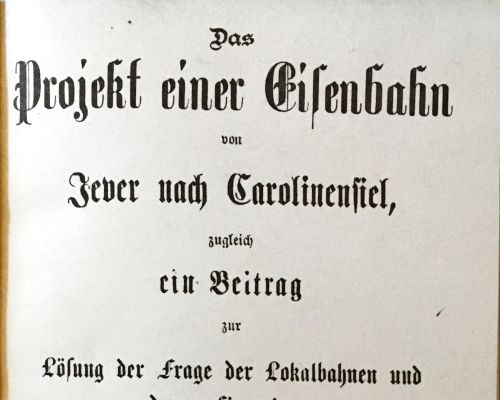 Das
Projekt einer Eiſenbahn
von
Jever nach Carolinenſiel,
zugleich
ein Beitrag
zur
Löſung der Frage der Lokalbahnen und